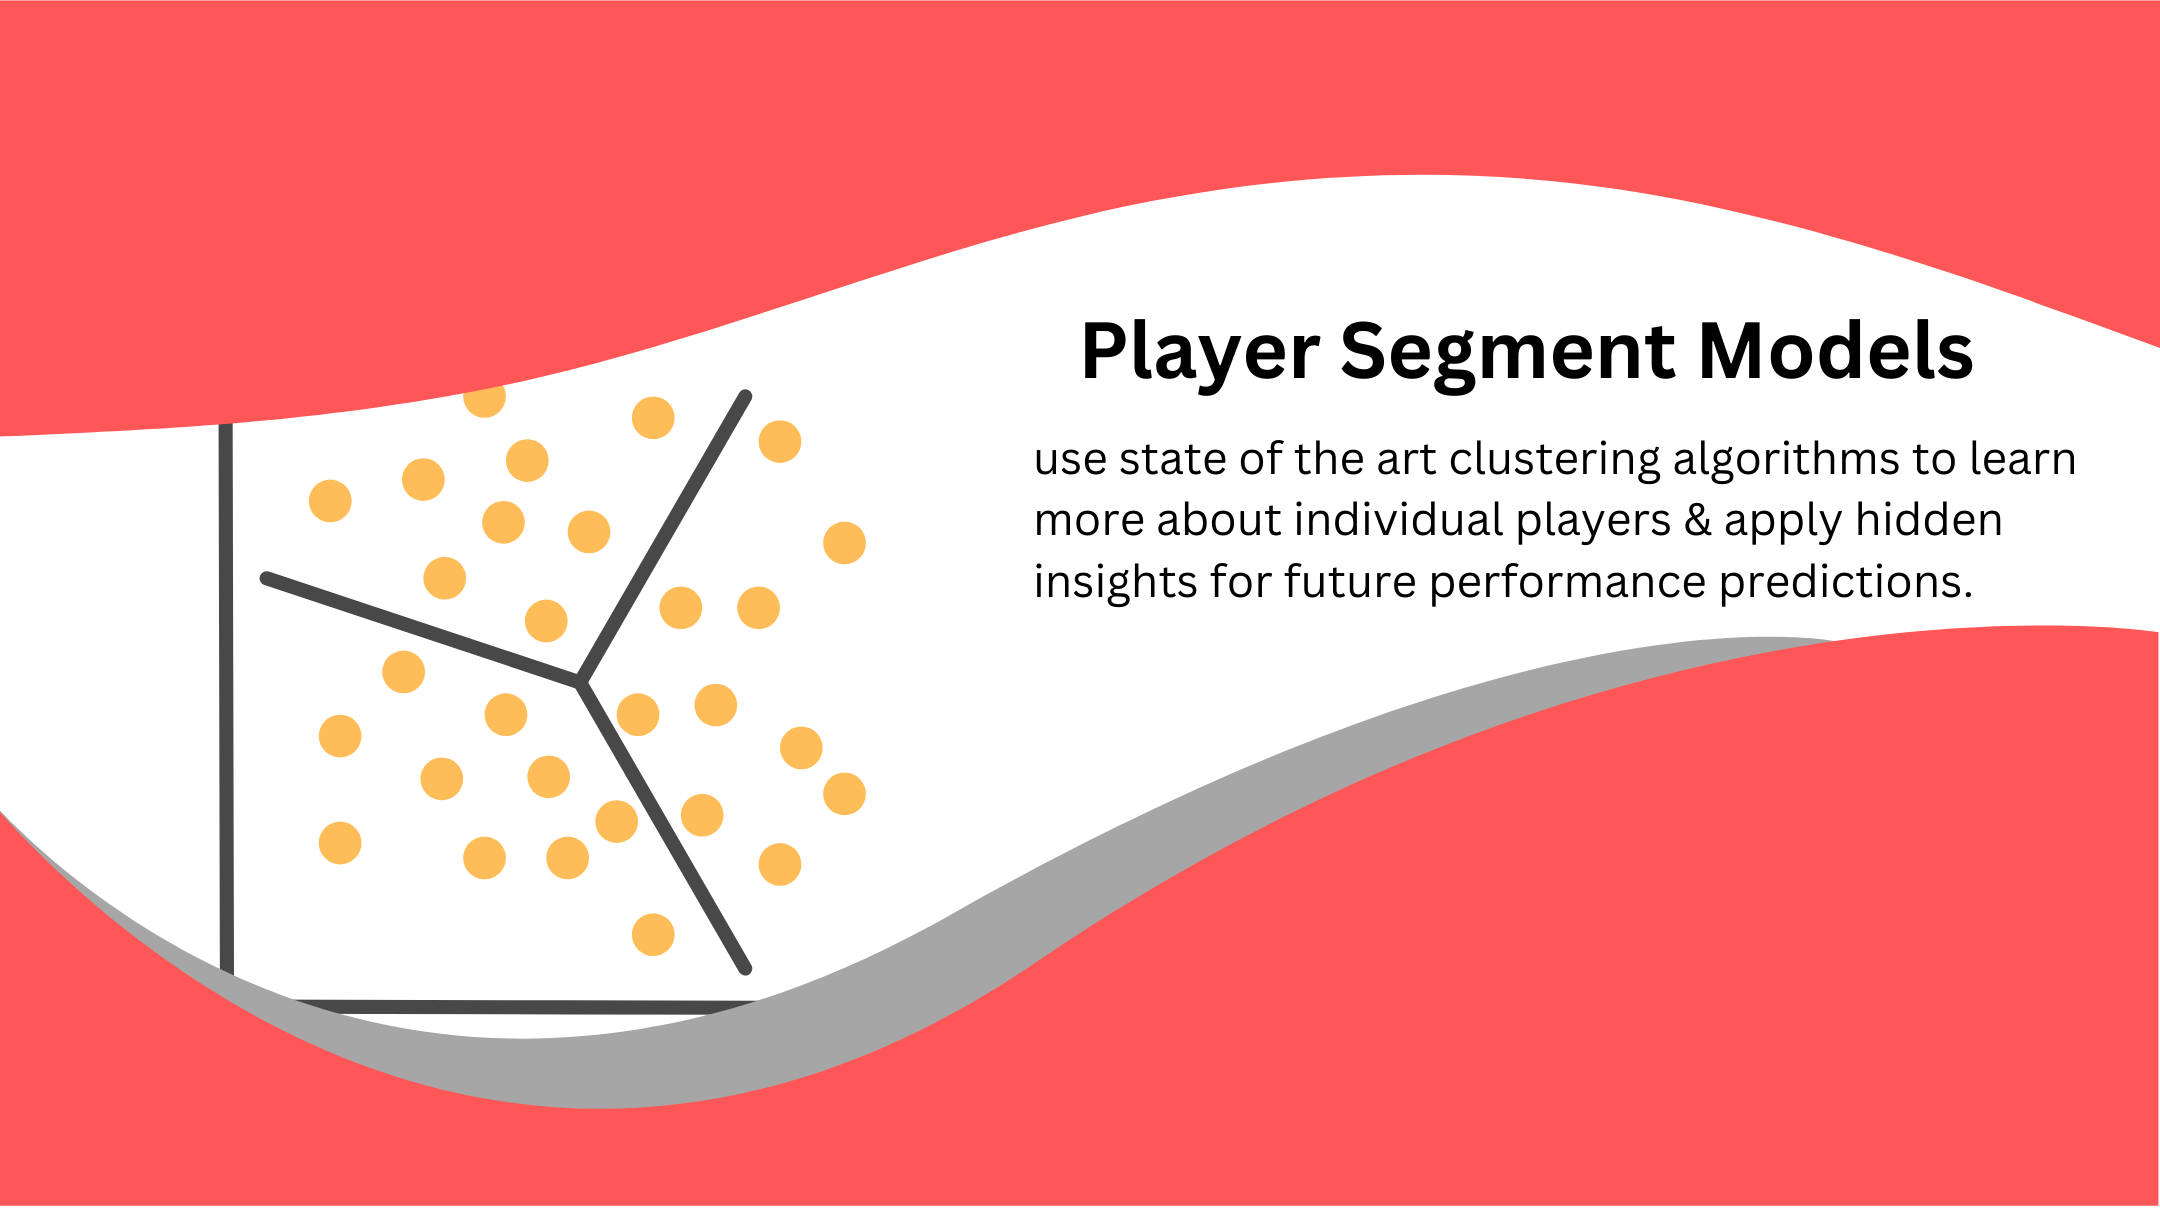 Player Segment Models
use state of the art clustering algorithms to learn
more about individual players & apply hidden
insights for future performance predictions.